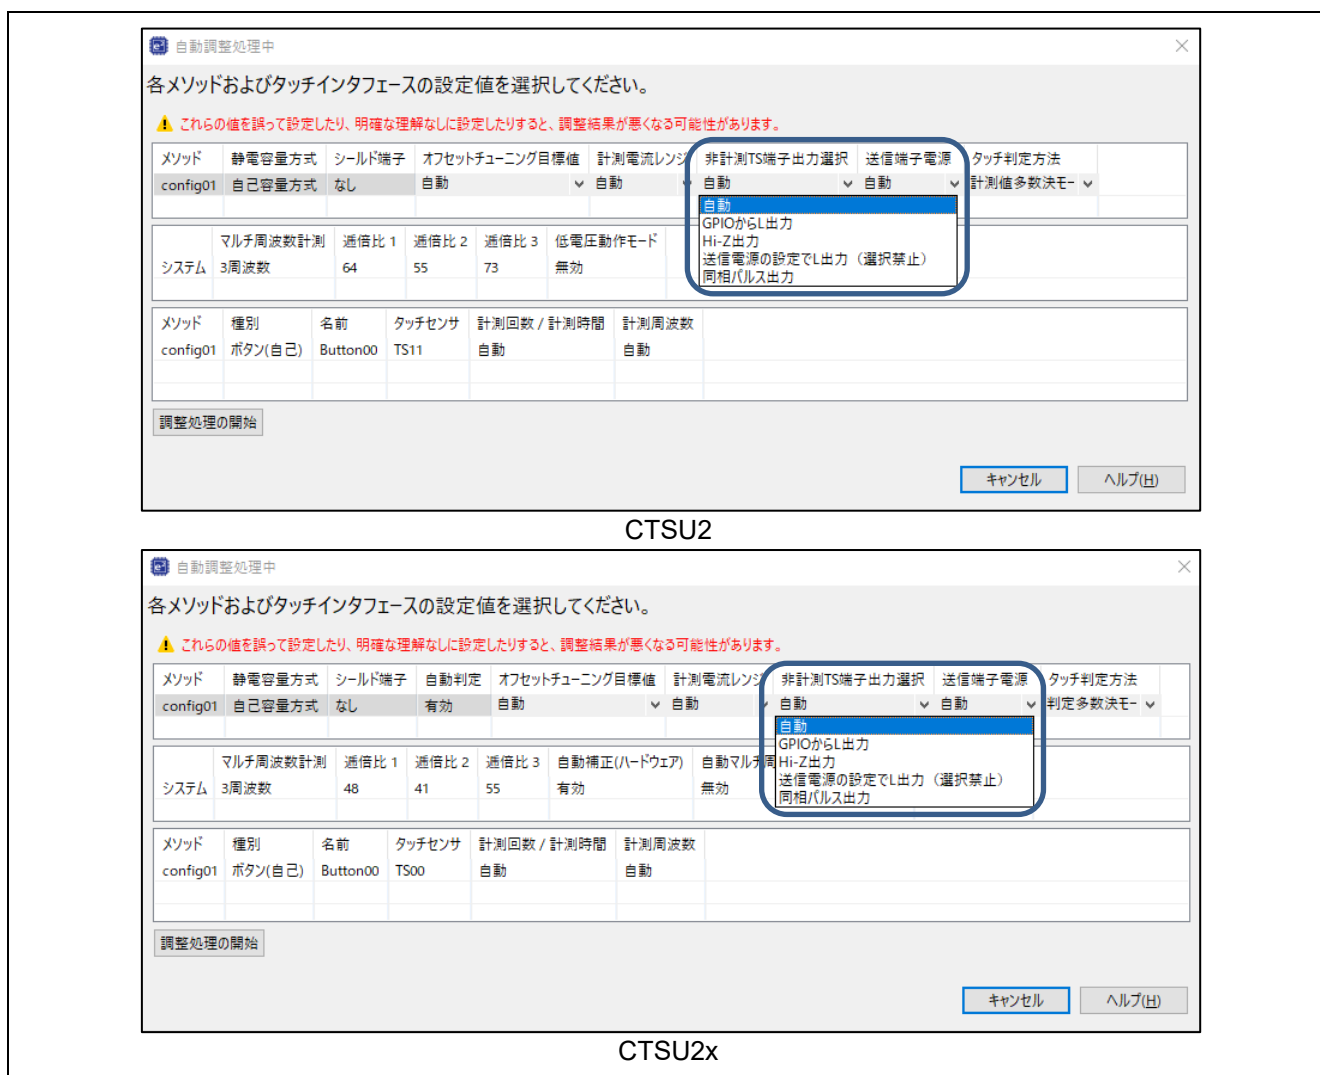 自動調整処理中
各メソッドおよびタッチインタフェースの設定値を選択してください。
これらの値を誤って設定したり、明確な理解なしに設定したりすると、調整結果が悪くなる可能性があります。
メソッド 静電容量方式 シールド端子 オフセットチューニング目標値 計測電流レンジ 非計測TS端子出力選択 送信端子電源 タッチ判定方法
config01 自己容量方式 なし 自動 自動 自動 自動 計測値多数決モー
自動
GPIOからL出力
Hi-Z出力
送信電源の設定でL出力（選択禁止）
同相パルス出力
マルチ周波数計測 逓倍比 1 逓倍比 2 逓倍比 3 低電圧動作モード
システム 3周波数 64 55 73 無効
メソッド 種別 名前 タッチセンサ 計測回数 / 計測時間 計測周波数
config01 ボタン(自己) Button00 TS11 自動 自動
調整処理の開始
キャンセル ヘルプ(H)
CTSU2
自動調整処理中
各メソッドおよびタッチインタフェースの設定値を選択してください。
これらの値を誤って設定したり、明確な理解なしに設定したりすると、調整結果が悪くなる可能性があります。
メソッド 静電容量方式 シールド端子 自動判定 オフセットチューニング目標値 計測電流レンジ 非計測TS端子出力選択 送信端子電源 タッチ判定方法
config01 自己容量方式 なし 有効 自動 自動 自動 自動 判定多数決モー
自動
GPIOからL出力
Hi-Z出力
送信電源の設定でL出力（選択禁止）
同相パルス出力
マルチ周波数計測 逓倍比 1 逓倍比 2 逓倍比 3 自動補正(ハードウェア) 自動マルチ周
システム 3周波数 48 41 55 有効 無効
メソッド 種別 名前 タッチセンサ 計測回数 / 計測時間 計測周波数
config01 ボタン(自己) Button00 TS00 自動 自動
調整処理の開始
キャンセル ヘルプ(H)
CTSU2x